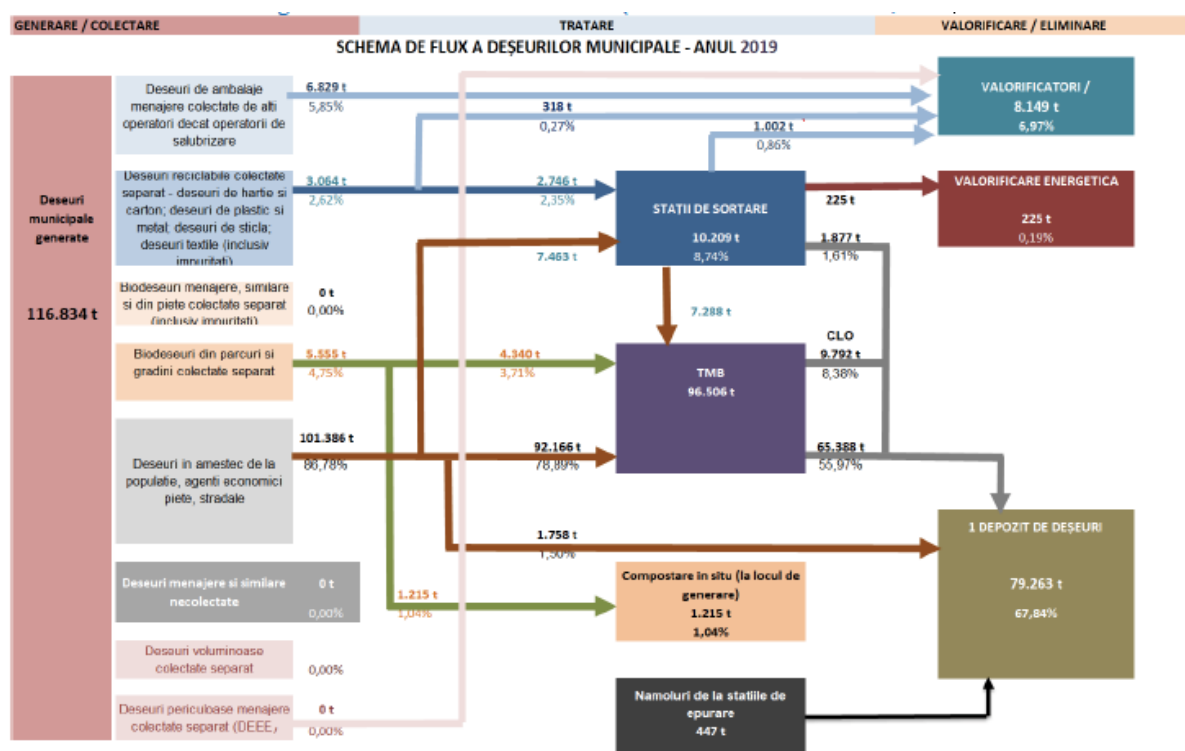 GENERARE / COLECTARE
TRATARE
VALORIFICARE / ELIMINARE
SCHEMA DE FLUX A DEȘEURILOR MUNICIPALE - ANUL 2019
Deseuri
municipale
generate
116.834 t
Deseuri de ambalaje
menajere colectate de alti
operatori decat operatorii de
salubrizare
6.829 t
5,85%
318 t
0,27%
1.002 t
0,86%
VALORIFICATORI /
8.149 t
6,97%
Deseuri reciclabile colectate
separat - deseuri de hartie si
carton; deseuri de plastic si
metal; deseuri de sticla;
deseuri textile (inclusiv
impuritati)
3.064 t
2,62%
2.746 t
2,35%
7.463 t
STAȚII DE SORTARE
10.209 t
8,74%
225 t
1.877 t
1,61%
VALORIFICARE ENERGETICA
225 t
0,19%
Biodeseuri menajere, similare
si din piete colectate separat
(inclusiv impuritati)
0 t
0,00%
7.288 t
Biodeseuri din parcuri si
gradini colectate separat
5.555 t
4,75%
4.340 t
3,71%
TMB
96.506 t
CLO
9.792 t
8,38%
Deseuri in amestec de la
populatie, agenti economici
piete, stradale
101.386 t
86,78%
92.166 t
78,89%
65.388 t
55,97%
1.758 t
1,50%
1 DEPOZIT DE DEȘEURI
79.263 t
67,84%
Deseuri menajere si similare
necolectate
0 t
0,00%
1.215 t
1,04%
Compostare in situ (la locul de
generare)
1.215 t
1,04%
Deseuri voluminoase
colectate separat
0,00%
Deseuri periculoase menajere
colectate separat (DEEE,
0 t
0,00%
Namoluri de la statiile de
epurare
447 t